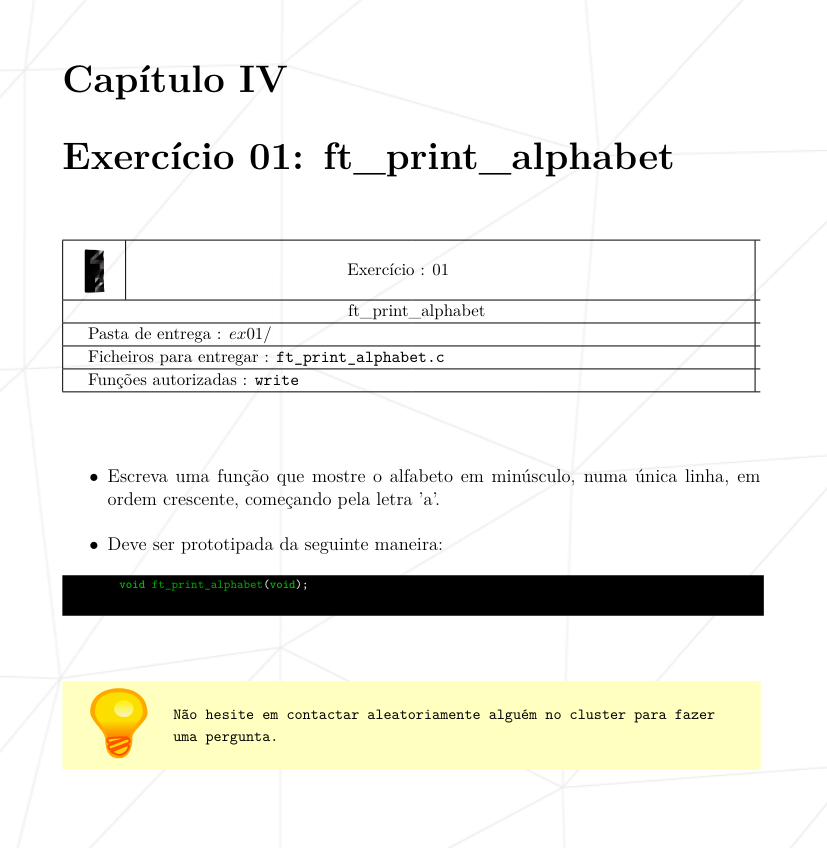 Capítulo IV
Exercício 01: ft_print_alphabet
Exercício : 01
ft_print_alphabet
Pasta de entrega : ex01/
Ficheiros para entregar : ft_print_alphabet.c
Funções autorizadas : write
• Escreva uma função que mostre o alfabeto em minúsculo, numa única linha, em
ordem crescente, começando pela letra 'a'.
• Deve ser prototipada da seguinte maneira:
void ft_print_alphabet(void);
Não hesite em contactar aleatoriamente alguém no cluster para fazer
uma pergunta.